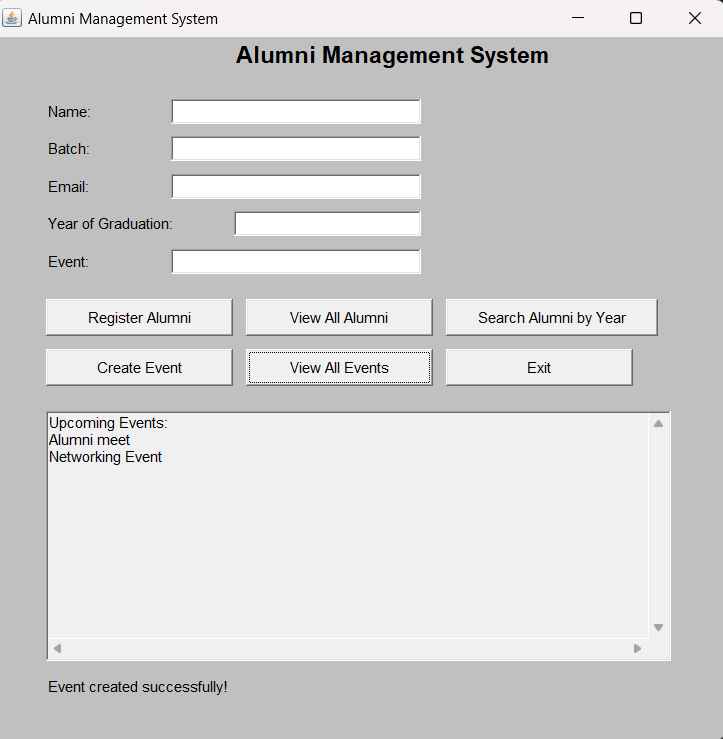 Alumni Management System
Alumni Management System
Name:
Batch:
Email:
Year of Graduation:
Event:
Register Alumni
View All Alumni
Search Alumni by Year
Create Event
View All Events
Exit
Upcoming Events:
Alumni meet
Networking Event
Event created successfully!